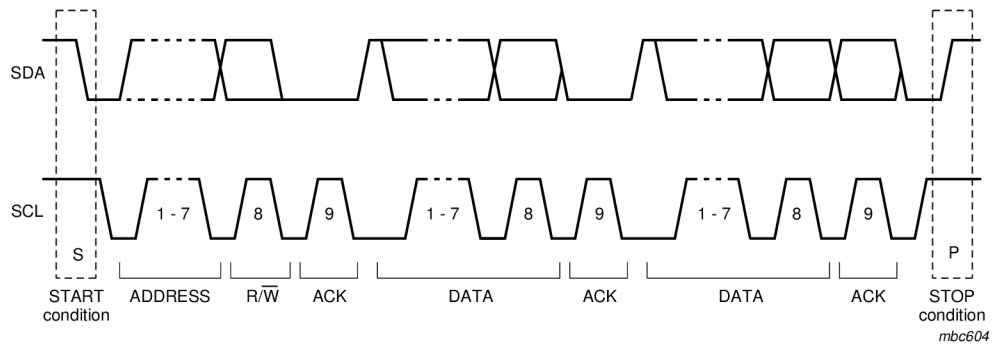 SDA
SCL
1 - 7 8 9 1 - 7 8 9 1 - 7 8 9
S P
START condition
ADDRESS
R/W̅
ACK
DATA
ACK
DATA
ACK
STOP condition
mbc604